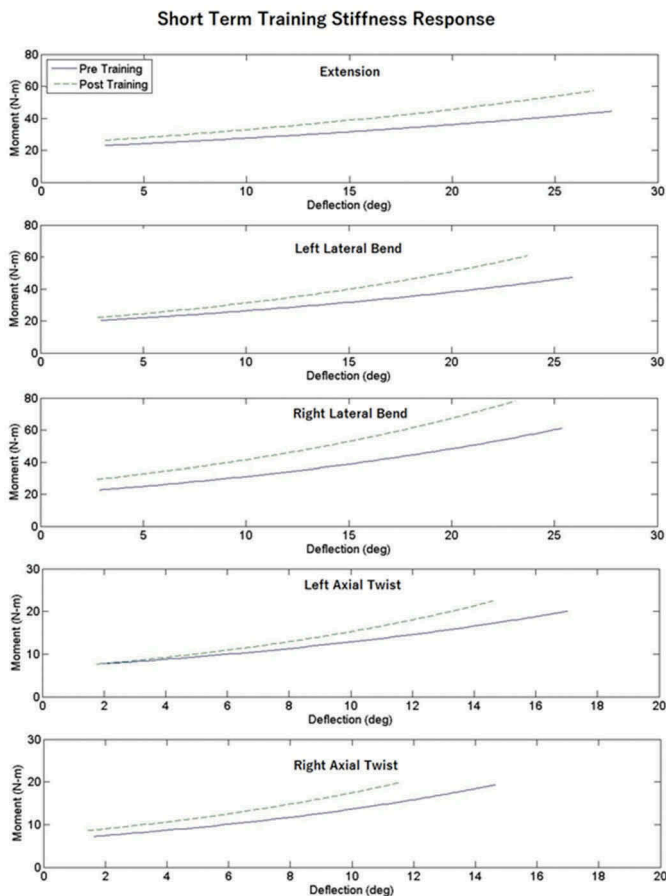 Short Term Training Stiffness Response
80
60
40
20
0
Moment (N-m)
Pre Training
Post Training
Extension
0 5 10 15 20 25 30
Deflection (deg)
80
60
40
20
0
Moment (N-m)
Left Lateral Bend
0 5 10 15 20 25 30
Deflection (deg)
80
60
40
20
0
Moment (N-m)
Right Lateral Bend
0 5 10 15 20 25 30
Deflection (deg)
30
20
10
0
Moment (N-m)
Left Axial Twist
0 2 4 6 8 10 12 14 16 18 20
Deflection (deg)
30
20
10
0
Moment (N-m)
Right Axial Twist
0 2 4 6 8 10 12 14 16 18 20
Deflection (deg)